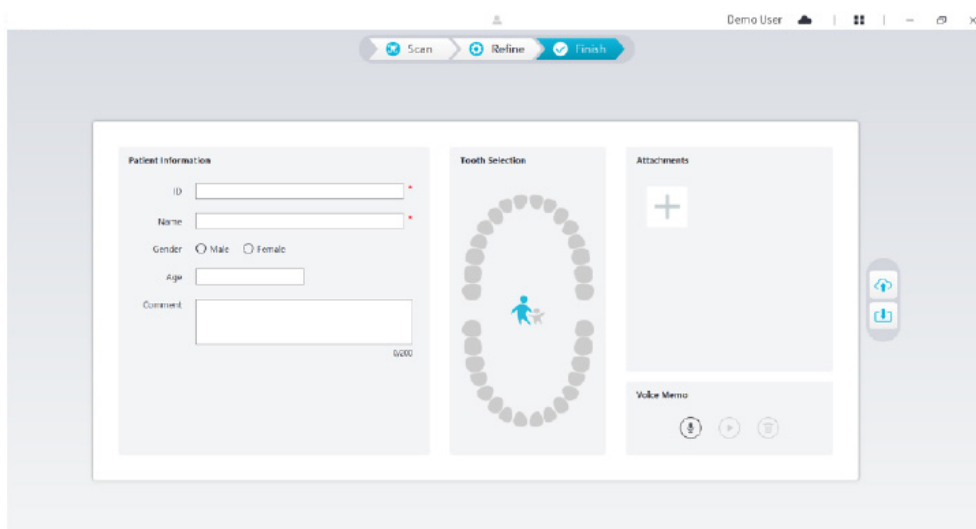 Demo User
Scan Refine Finish
Patient Information
ID *
Name *
Gender Male Female
Age
Comment
0/200
Tooth Selection
Attachments
Voice Memo